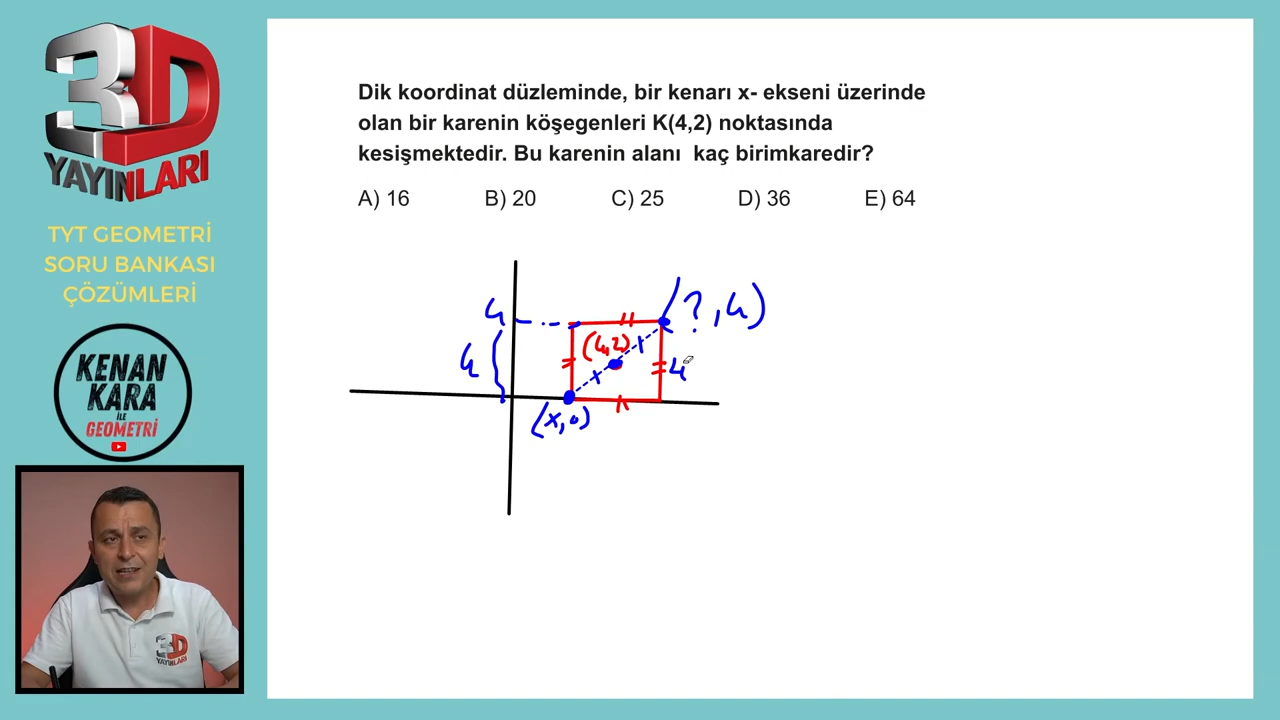 3D
YAYINLARI
TYT GEOMETRİ
SORU BANKASI
ÇÖZÜMLERİ
KENAN
KARA
İLE
GEOMETRİ
3D
YAYINLARI
Dik koordinat düzleminde, bir kenarı x- ekseni üzerinde
olan bir karenin köşegenleri K(4,2) noktasında
kesişmektedir. Bu karenin alanı kaç birimkaredir?
A) 16 B) 20 C) 25 D) 36 E) 64
4
(?, 4)
(4,2)
4
4
(x,0)